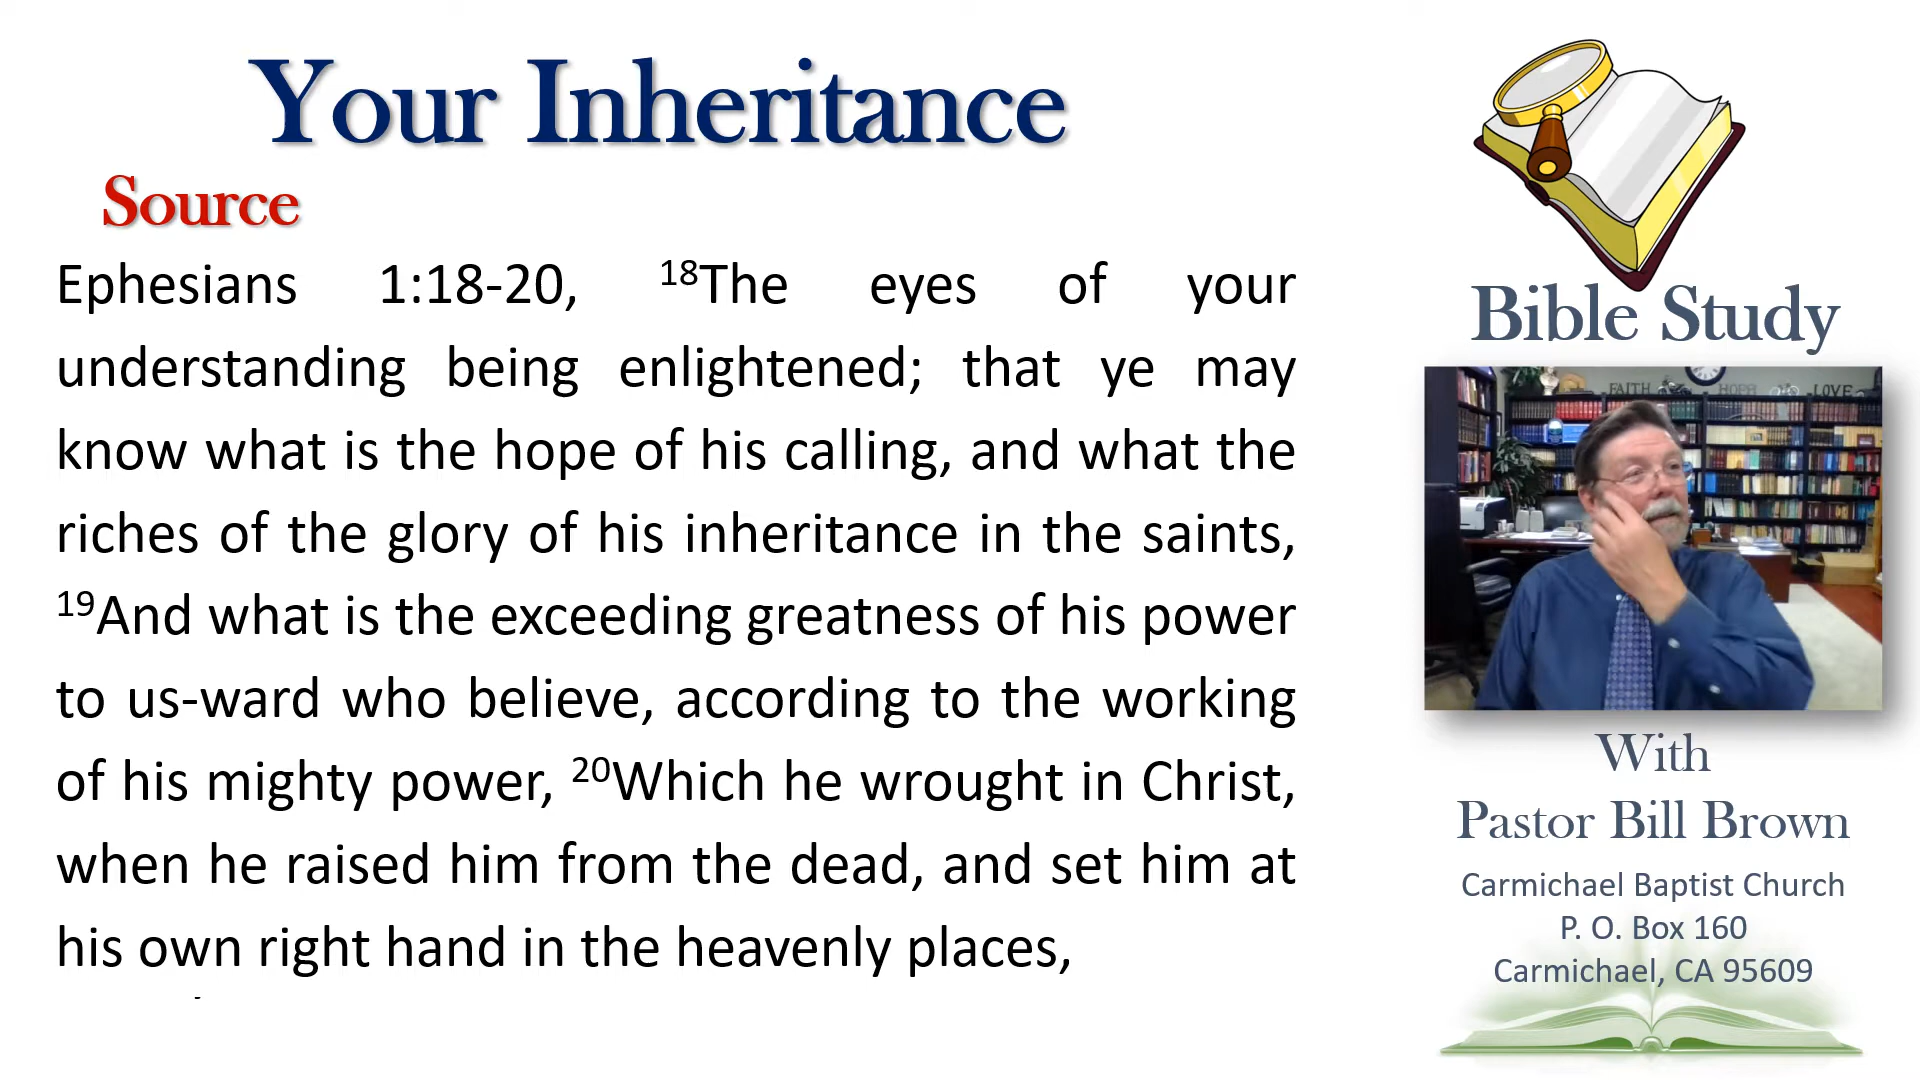 Your Inheritance
Source
Ephesians 1:18-20, 18The eyes of your
understanding being enlightened; that ye may
know what is the hope of his calling, and what the
riches of the glory of his inheritance in the saints,
19And what is the exceeding greatness of his power
to us-ward who believe, according to the working
of his mighty power, 20Which he wrought in Christ,
when he raised him from the dead, and set him at
his own right hand in the heavenly places,
Bible Study
FAITH HOPE LOVE
With
Pastor Bill Brown
Carmichael Baptist Church
P. O. Box 160
Carmichael, CA 95609